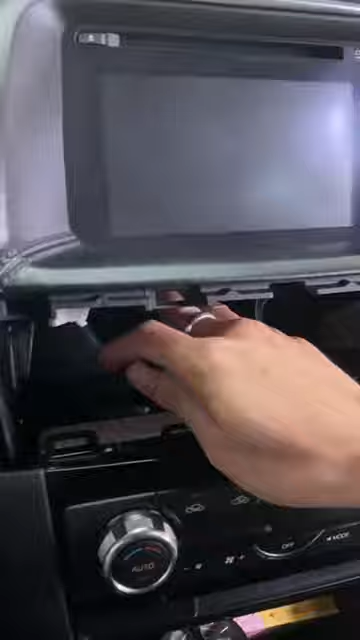 AUTO
- +
OFF
◄MODE